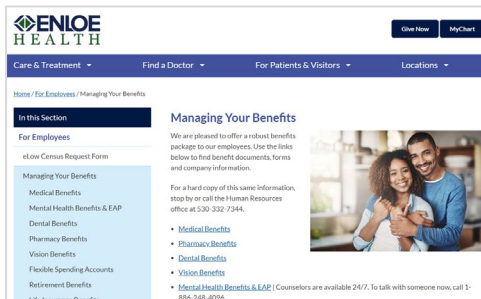 ENLOE
HEALTH
Give Now
MyChart
Care & Treatment
Find a Doctor
For Patients & Visitors
Locations
Home / For Employees / Managing Your Benefits
In this Section
For Employees
eLow Census Request Form
Managing Your Benefits
Medical Benefits
Mental Health Benefits & EAP
Dental Benefits
Pharmacy Benefits
Vision Benefits
Flexible Spending Accounts
Retirement Benefits
Life Insurance Benefits
Managing Your Benefits
We are pleased to offer a robust benefits
package to our employees. Use the links
below to find benefit documents, forms
and company information.
For a hard copy of this same information,
stop by or call the Human Resources
office at 530-332-7344.
Medical Benefits
Pharmacy Benefits
Dental Benefits
Vision Benefits
Mental Health Benefits & EAP | Counselors are available 24/7. To talk with someone now, call 1-
886-248-4096